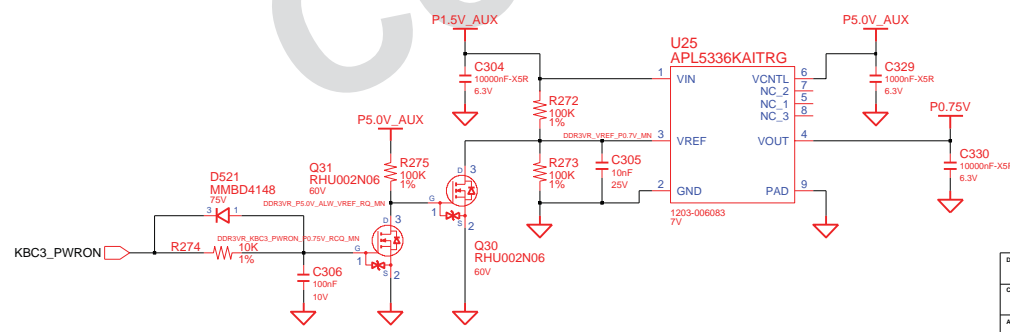 P1.5V_AUX
P5.0V_AUX
U25
APL5336KAITRG
C304
10000nF-X5R
6.3V
1
VIN
VCNTL
6
NC_2
7
NC_1
5
NC_3
8
C329
1000nF-X5R
6.3V
R272
100K
1%
P0.75V
P5.0V_AUX
DDR3VR_VREF_P0.7V_MN
3
VREF
VOUT
4
R275
100K
1%
R273
100K
1%
C305
10nF
25V
C330
10000nF-X5R
6.3V
Q31
RHU002N06
60V
D 3
2
GND
PAD
9
D521
MMBD4148
75V
DDR3VR_P5.0V_ALW_VREF_RQ_MN
G
1
S
2
1203-006083
7V
3
1
D 3
DDR3VR_KBC3_PWRON_P0.75V_RCQ_MN
Q30
RHU002N06
60V
KBC3_PWRON
R274
10K
1%
G
1
S
2
C306
100nF
10V
D
C
A